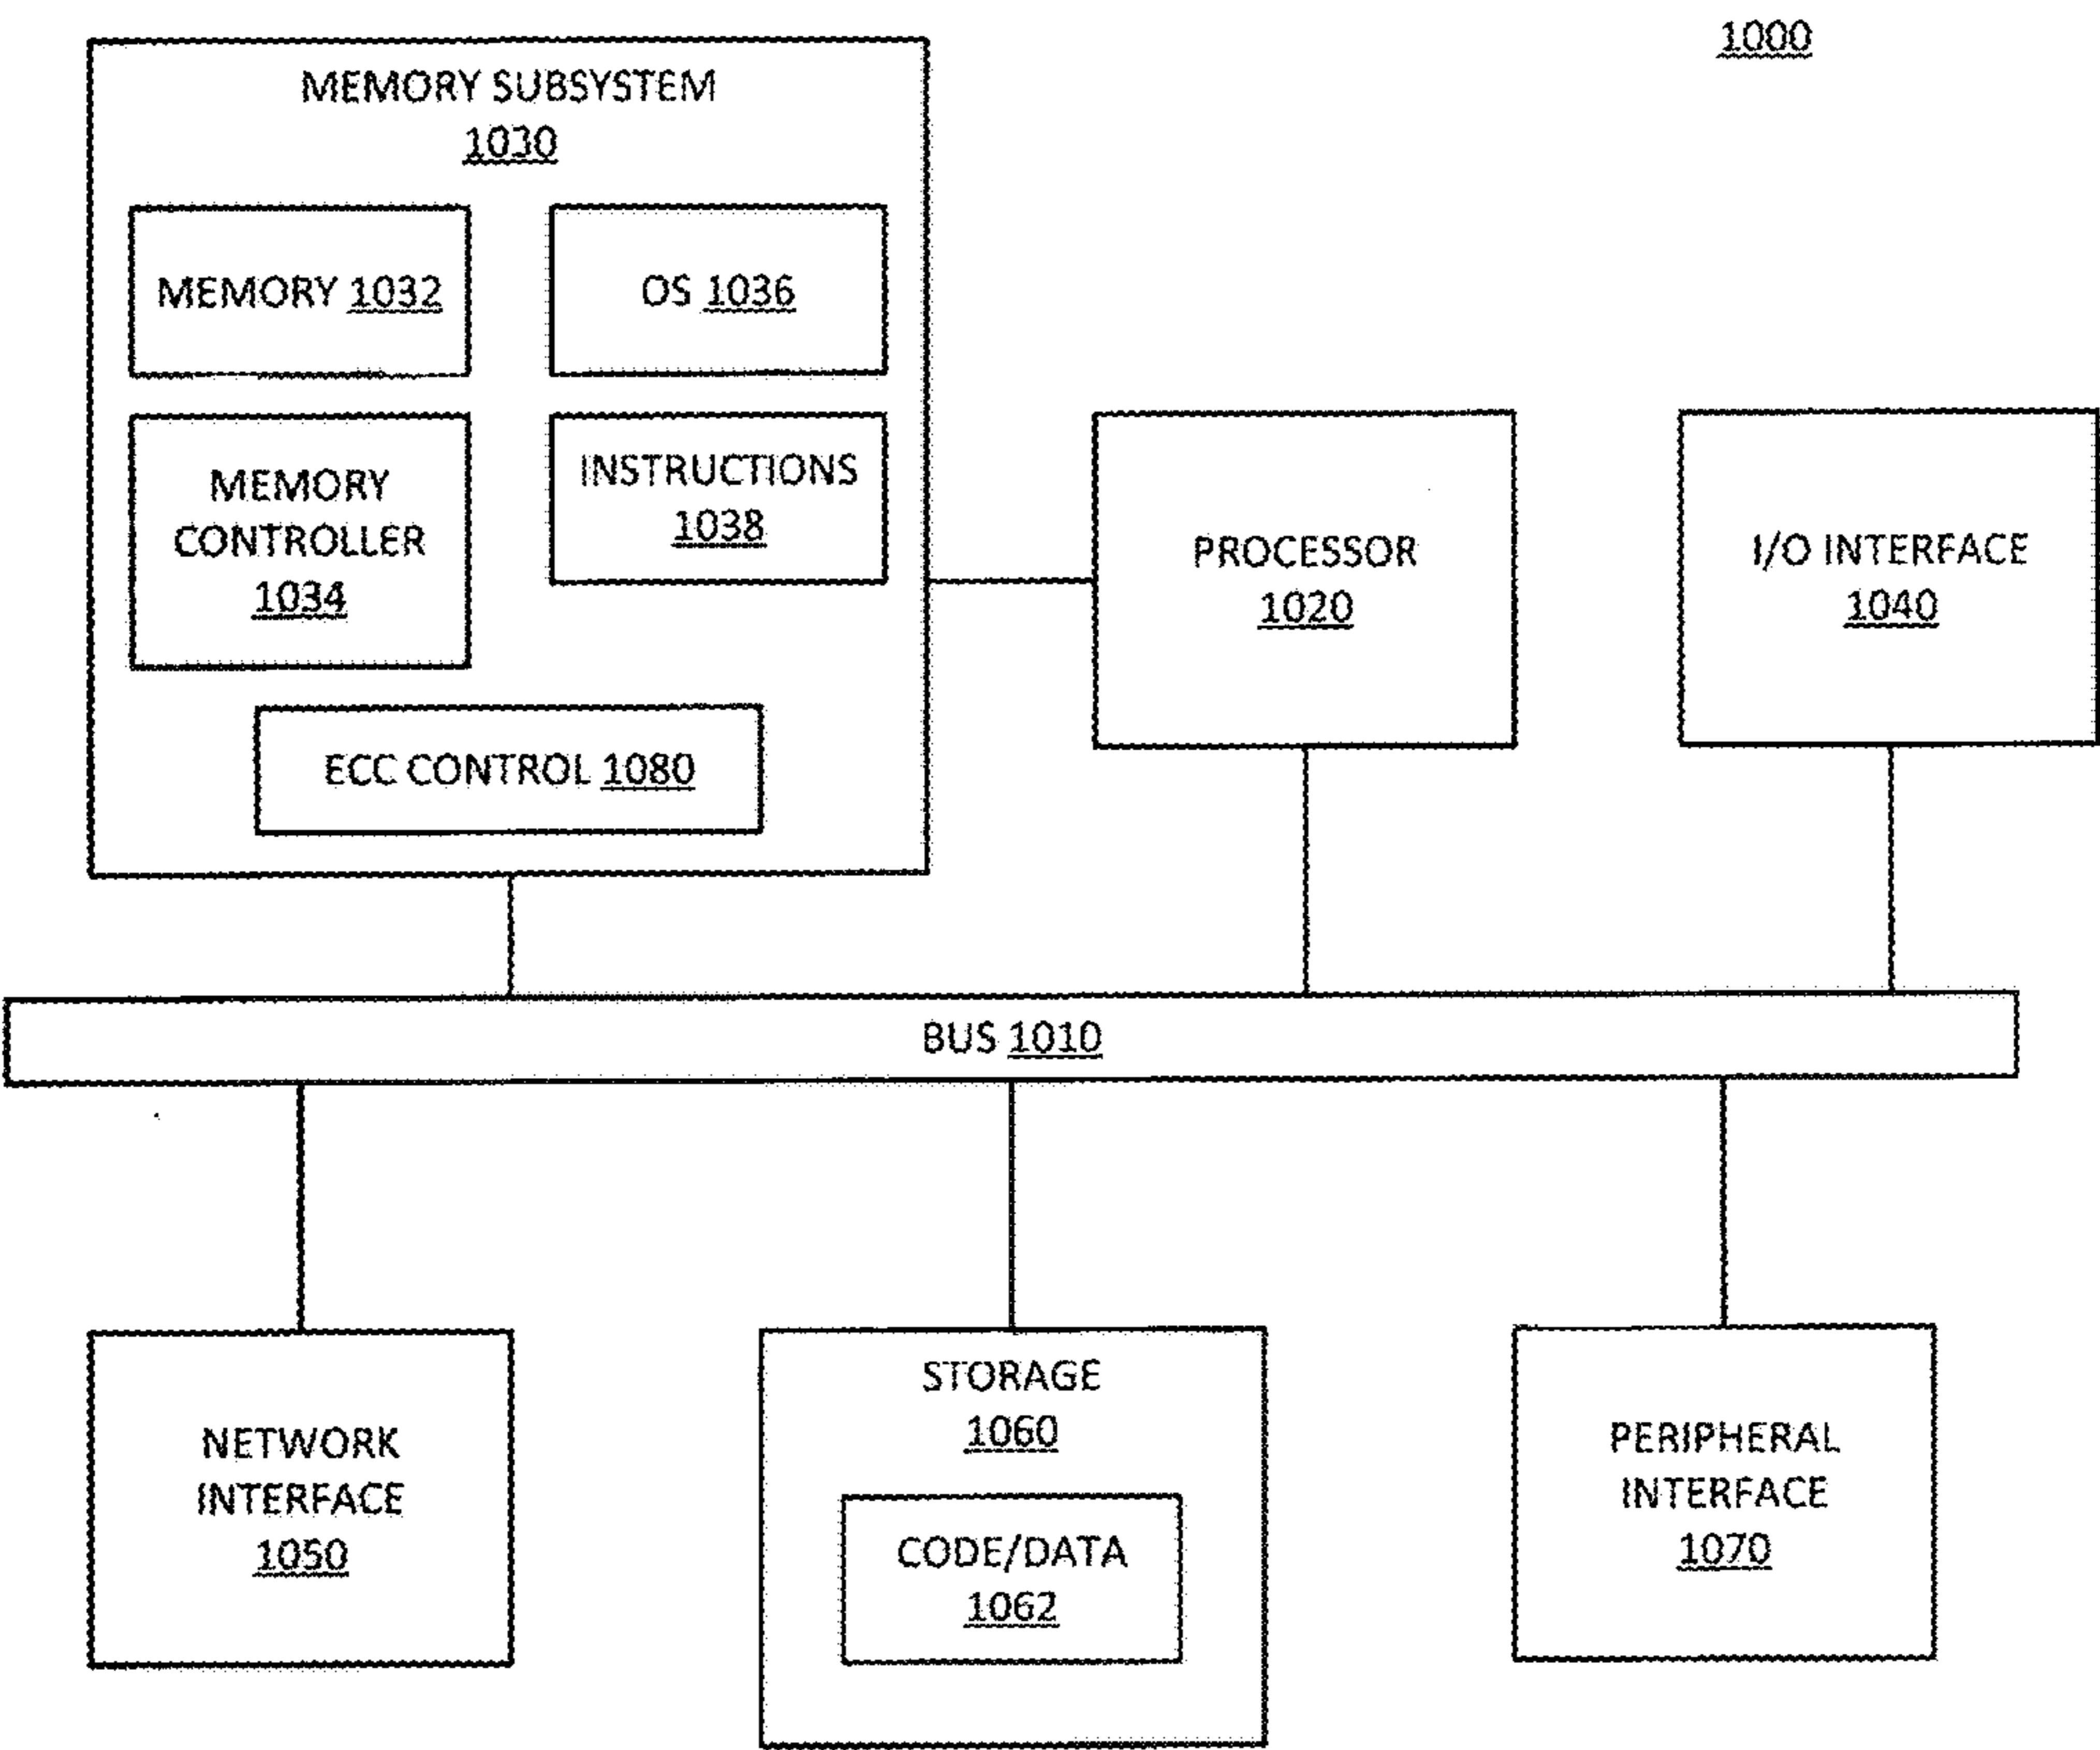 1000
MEMORY SUBSYSTEM
1030
MEMORY 1032
OS 1036
MEMORY
CONTROLLER
1034
INSTRUCTIONS
1038
ECC CONTROL 1080
PROCESSOR
1020
I/O INTERFACE
1040
BUS 1010
NETWORK
INTERFACE
1050
STORAGE
1060
CODE/DATA
1062
PERIPHERAL
INTERFACE
1070